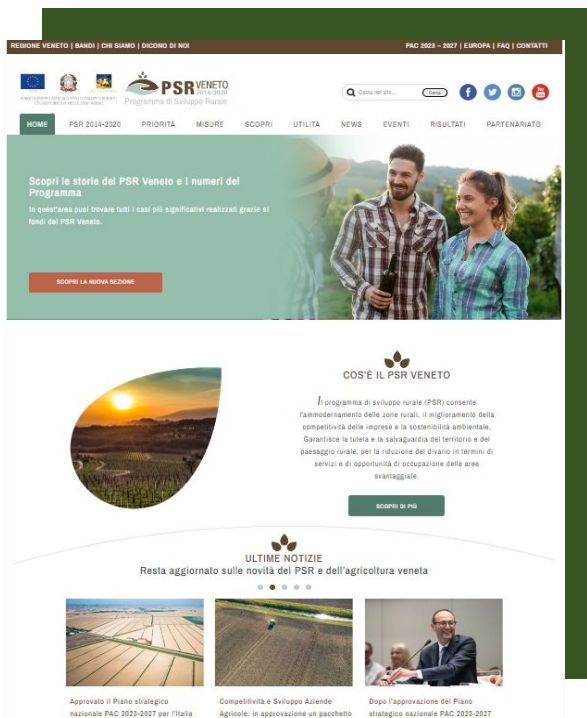 REGIONE VENETO | BANDI | CHI SIAMO | DICONO DI NOI
PAC 2023 – 2027 | EUROPA | FAQ | CONTATTI
PSR VENETO
2014-2020
Programma di Sviluppo Rurale
Cerca nel sito...
Cerca
HOME
PSR 2014-2020
PRIORITÀ
MISURE
SCOPRI
UTILITÀ
NEWS
EVENTI
RISULTATI
PARTENARIATO
Scopri le storie del PSR Veneto e i numeri del
Programma
In quest'area puoi trovare tutti i casi più significativi realizzati grazie ai
fondi del PSR Veneto.
SCOPRI LA NUOVA SEZIONE
COS'È IL PSR VENETO
Il programma di sviluppo rurale (PSR) consente
l'ammodernamento delle zone rurali, il miglioramento della
competitività delle imprese e la sostenibilità ambientale.
Garantisce la tutela e la salvaguardia del territorio e del
paesaggio rurale, per la riduzione del divario in termini di
servizi e di opportunità di occupazione delle aree
svantaggiate.
SCOPRI DI PIÙ
ULTIME NOTIZIE
Resta aggiornato sulle novità del PSR e dell'agricoltura veneta
Approvato il Piano strategico
nazionale PAC 2023-2027 per l'Italia
Competitività e Sviluppo Aziende
Agricole: in approvazione un pacchetto
Dopo l'approvazione del Piano
strategico nazionale PAC 2023-2027